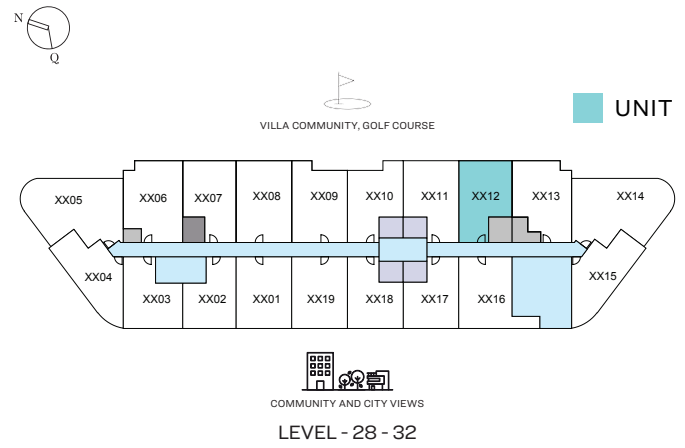 N
Q
VILLA COMMUNITY, GOLF COURSE
UNIT
XX05
XX06
XX07
XX08
XX09
XX10
XX11
XX12
XX13
XX14
XX04
XX03
XX02
XX01
XX19
XX18
XX17
XX16
XX15
COMMUNITY AND CITY VIEWS
LEVEL - 28 - 32